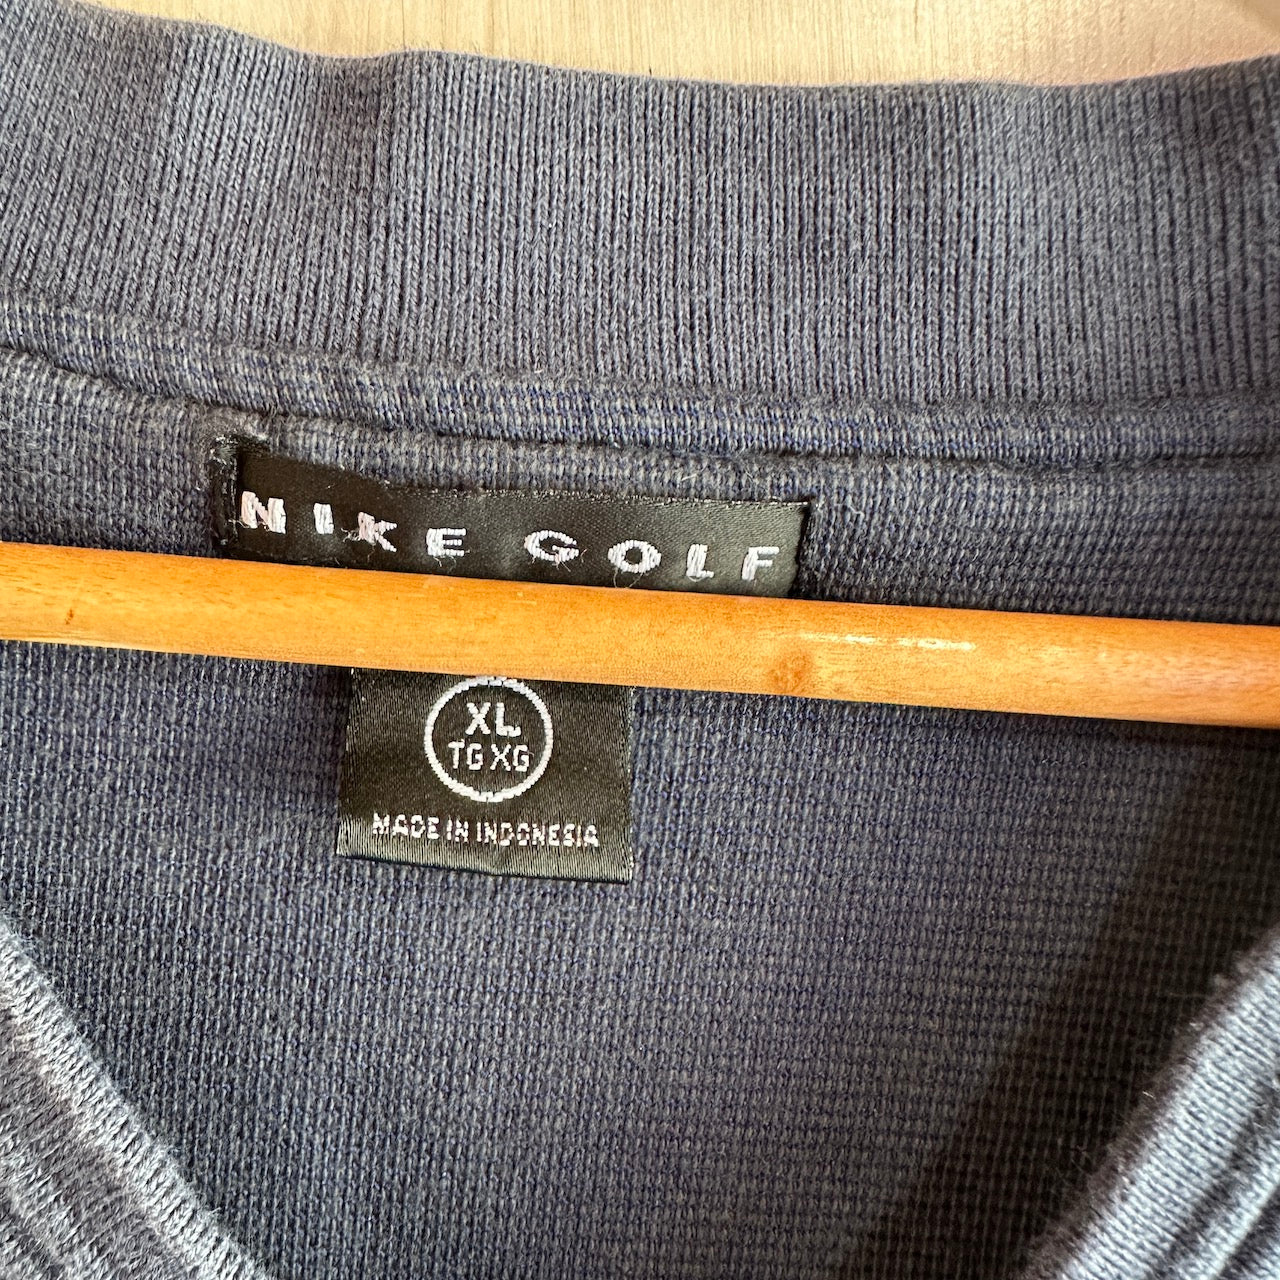 NIKE GOLF
XL
TG XG
MADE IN INDONESIA